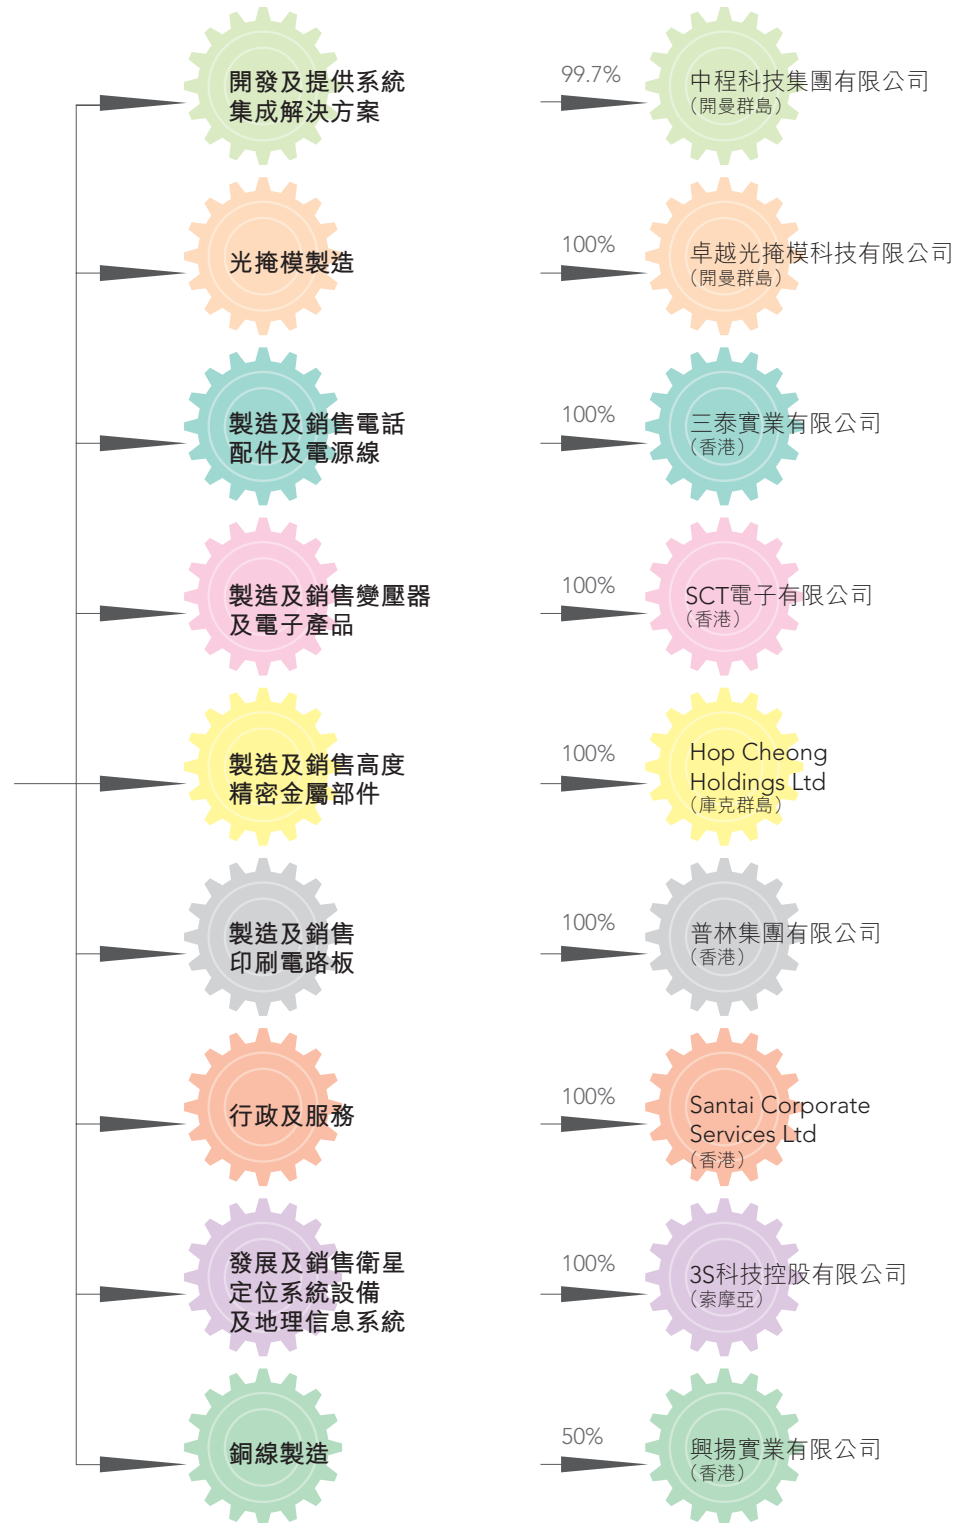 開發及提供系統
集成解決方案
99.7%
中程科技集團有限公司
（開曼群島）
光掩模製造
100%
卓越光掩模科技有限公司
（開曼群島）
製造及銷售電話
配件及電源線
100%
三泰實業有限公司
（香港）
製造及銷售變壓器
及電子產品
100%
SCT電子有限公司
（香港）
製造及銷售高度
精密金屬部件
100%
Hop Cheong
Holdings Ltd
（庫克群島）
製造及銷售
印刷電路板
100%
普林集團有限公司
（香港）
行政及服務
100%
Santai Corporate
Services Ltd
（香港）
發展及銷售衛星
定位系統設備
及地理信息系統
100%
3S科技控股有限公司
（索摩亞）
銅線製造
50%
興揚實業有限公司
（香港）